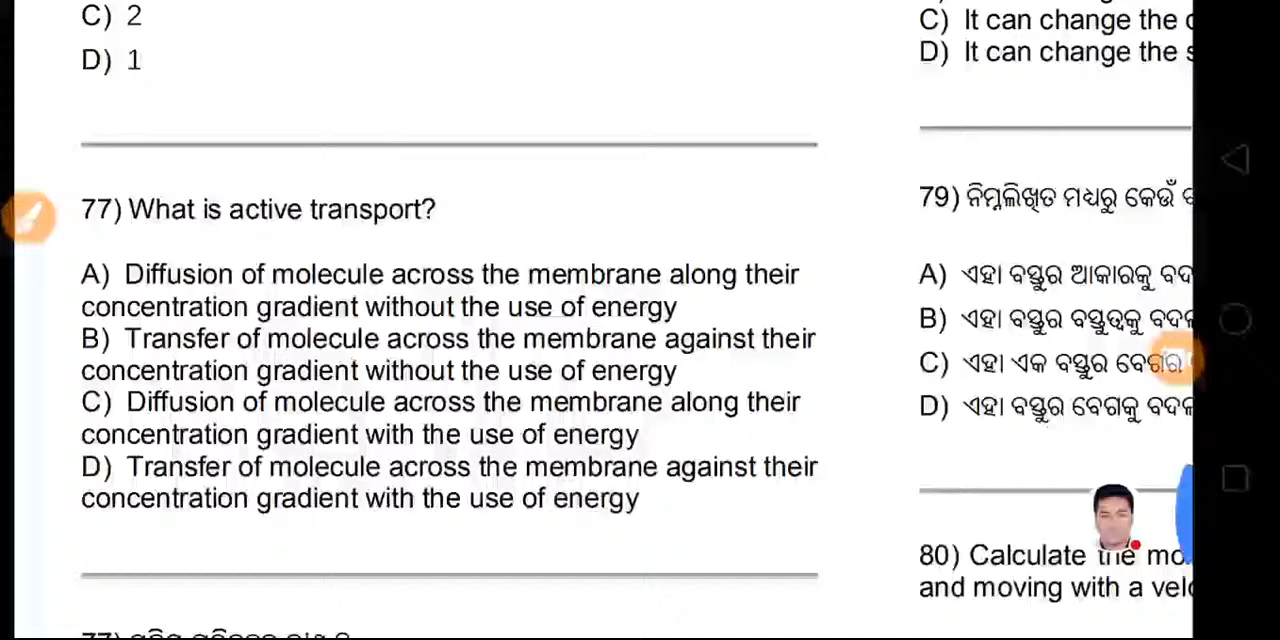 C) 2
D) 1
77) What is active transport?
A) Diffusion of molecule across the membrane along their
concentration gradient without the use of energy
B) Transfer of molecule across the membrane against their
concentration gradient without the use of energy
C) Diffusion of molecule across the membrane along their
concentration gradient with the use of energy
D) Transfer of molecule across the membrane against their
concentration gradient with the use of energy
C) It can change the
D) It can change the
79) ନିମ୍ନଲିଖିତ ମଧ୍ୟରୁ କେଉଁ
A) ଏହା ବସ୍ତୁର ଆକାରକୁ
B) ଏହା ବସ୍ତୁର ବସ୍ତୁତ୍ଵକୁ
C) ଏହା ଏକ ବସ୍ତୁର ବେଗର
D) ଏହା ବସ୍ତୁର ବେଗକୁ
80) Calculate the
and moving with a